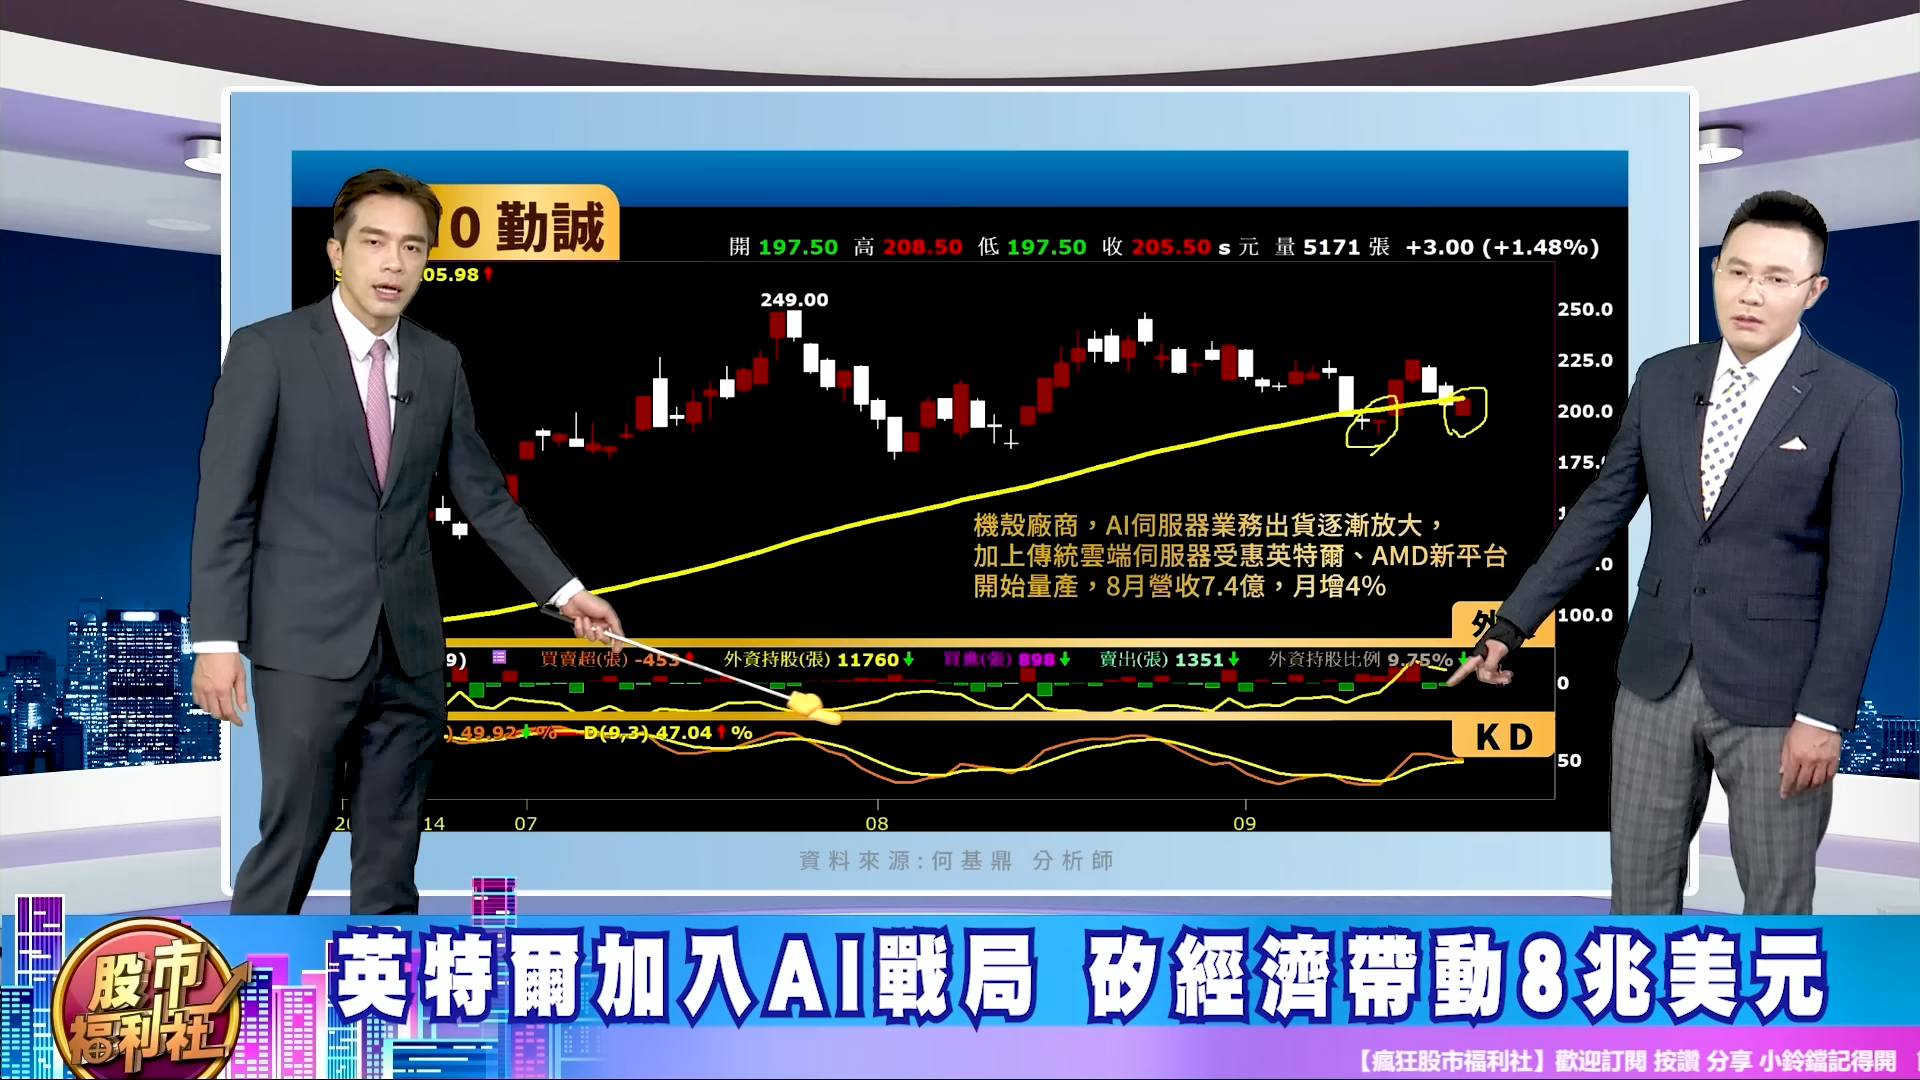 0 勤誠
開 197.50 高 208.50 低 197.50 收 205.50 s 元 量 5171 張 +3.00 (+1.48%)
05.98
249.00
250.0
225.0
200.0
175.
機殼廠商，AI伺服器業務出貨逐漸放大，
加上傳統雲端伺服器受惠英特爾、AMD新平台
開始量產，8月營收7.4億，月增4%
.0
100.0
9) 買賣超(張) -453 外資持股(張) 11760 買進(張) 898 賣出(張) 1351 外資持股比例 9.75%
0
) 49.92 % D(9,3) 47.04 %
KD
50
14 07 08 09
資料來源:何基鼎 分析師
英特爾加入AI戰局 矽經濟帶動8兆美元
股市
福利社
【瘋狂股市福利社】歡迎訂閱 按讚 分享 小鈴鐺記得開